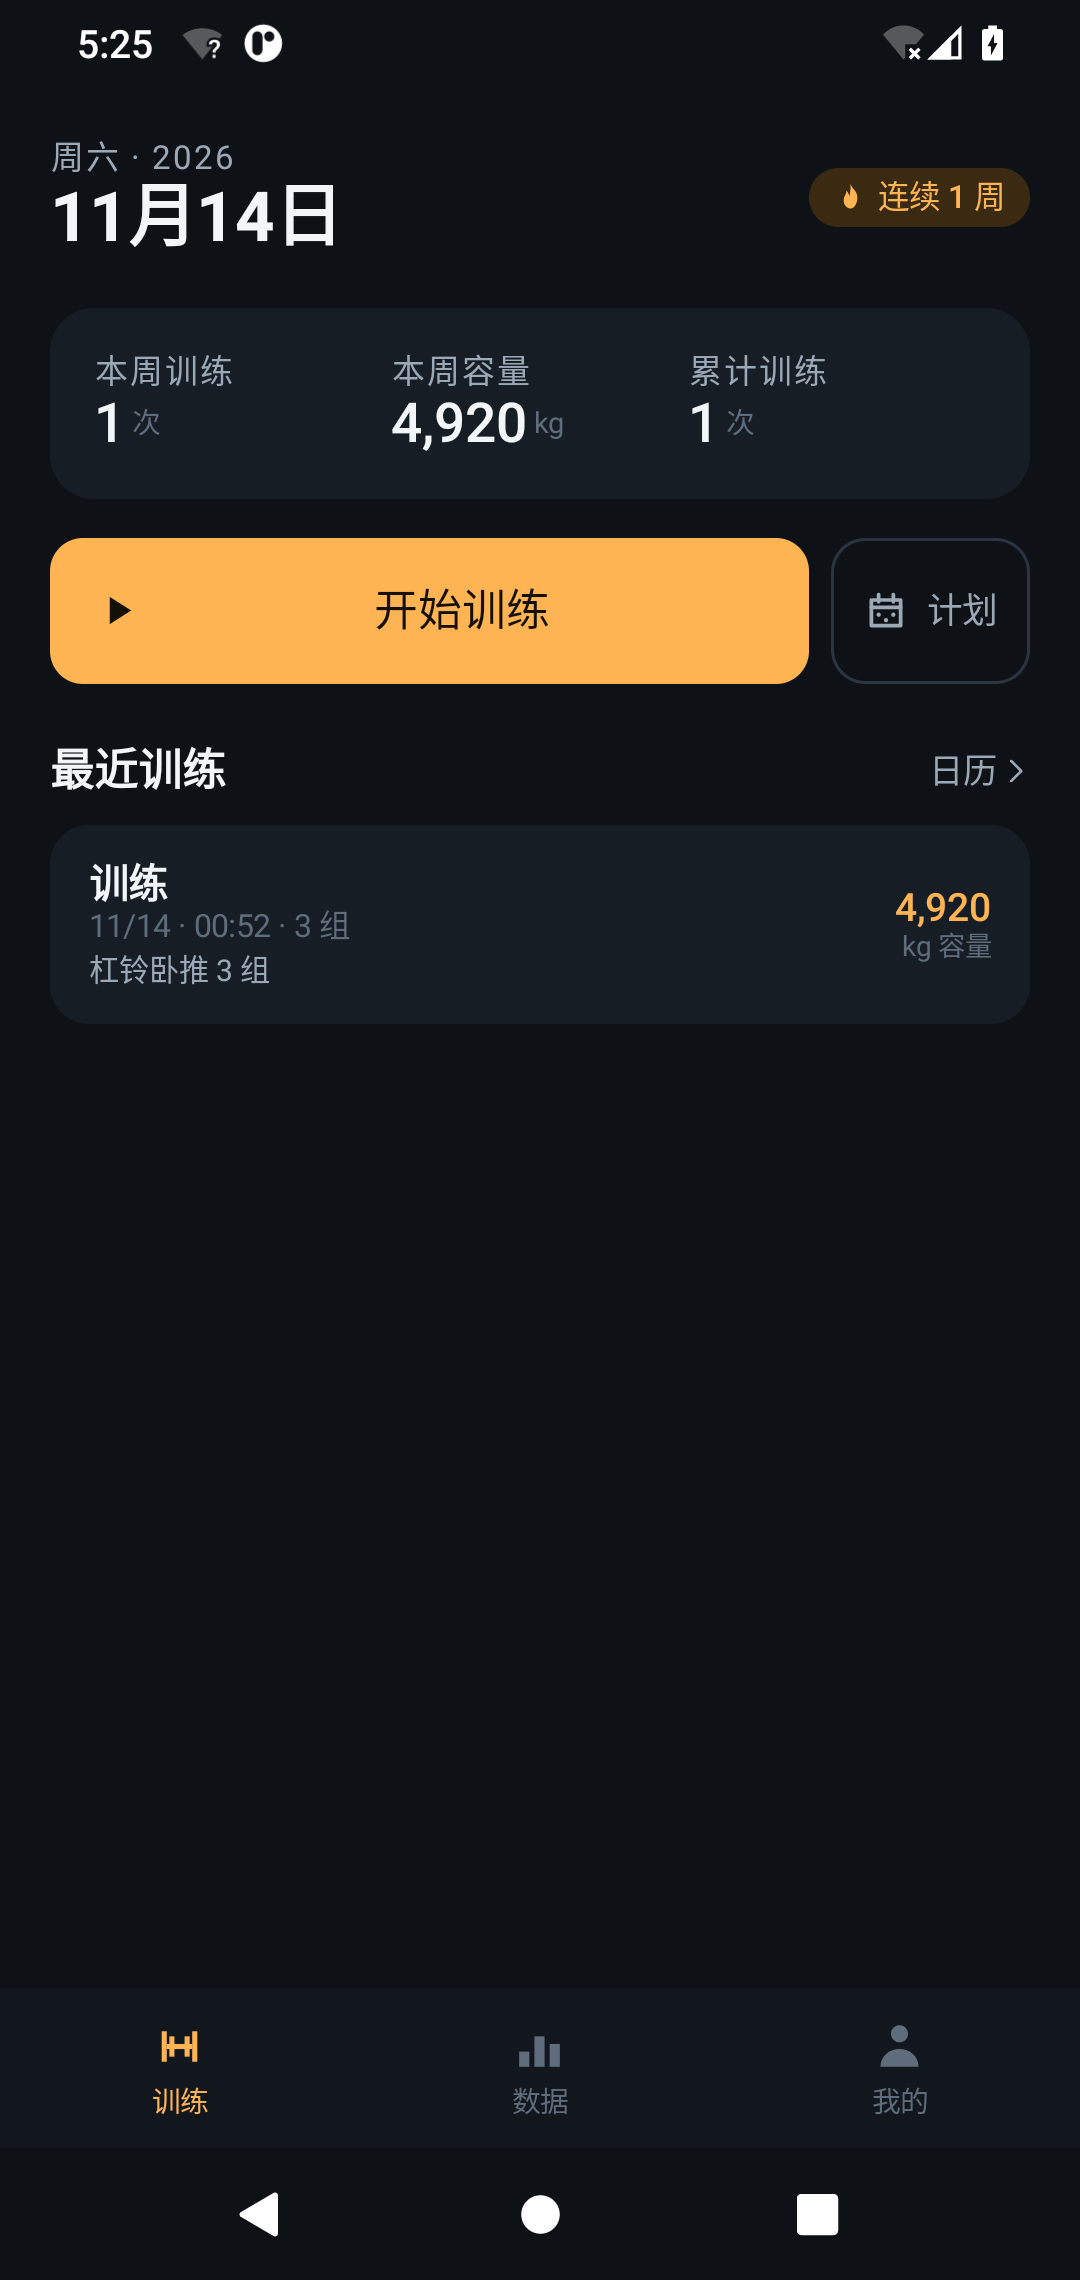 5:25
周六 · 2026
11月14日
连续 1 周
本周训练
1 次
本周容量
4,920 kg
累计训练
1 次
开始训练
计划
最近训练
日历
训练
11/14 · 00:52 · 3 组
杠铃卧推 3 组
4,920
kg 容量
训练
数据
我的